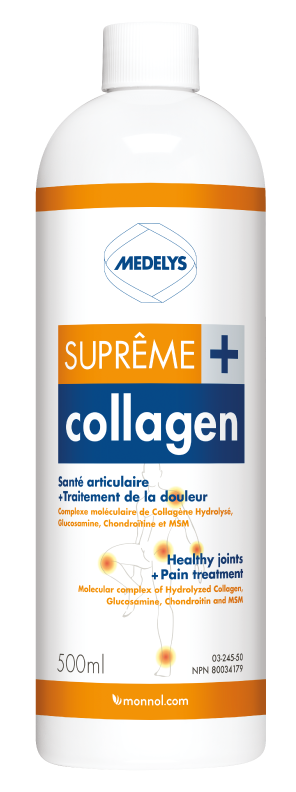 MEDELYS
SUPRÊME +
collagen
Santé articulaire
+Traitement de la douleur
Complexe moléculaire de Collagène Hydrolysé,
Glucosamine, Chondroïtine et MSM
Healthy joints
+ Pain treatment
Molecular complex of Hydrolyzed Collagen,
Glucosamine, Chondroitin and MSM
500ml
03-245-50
NPN 80034179
monnol.com